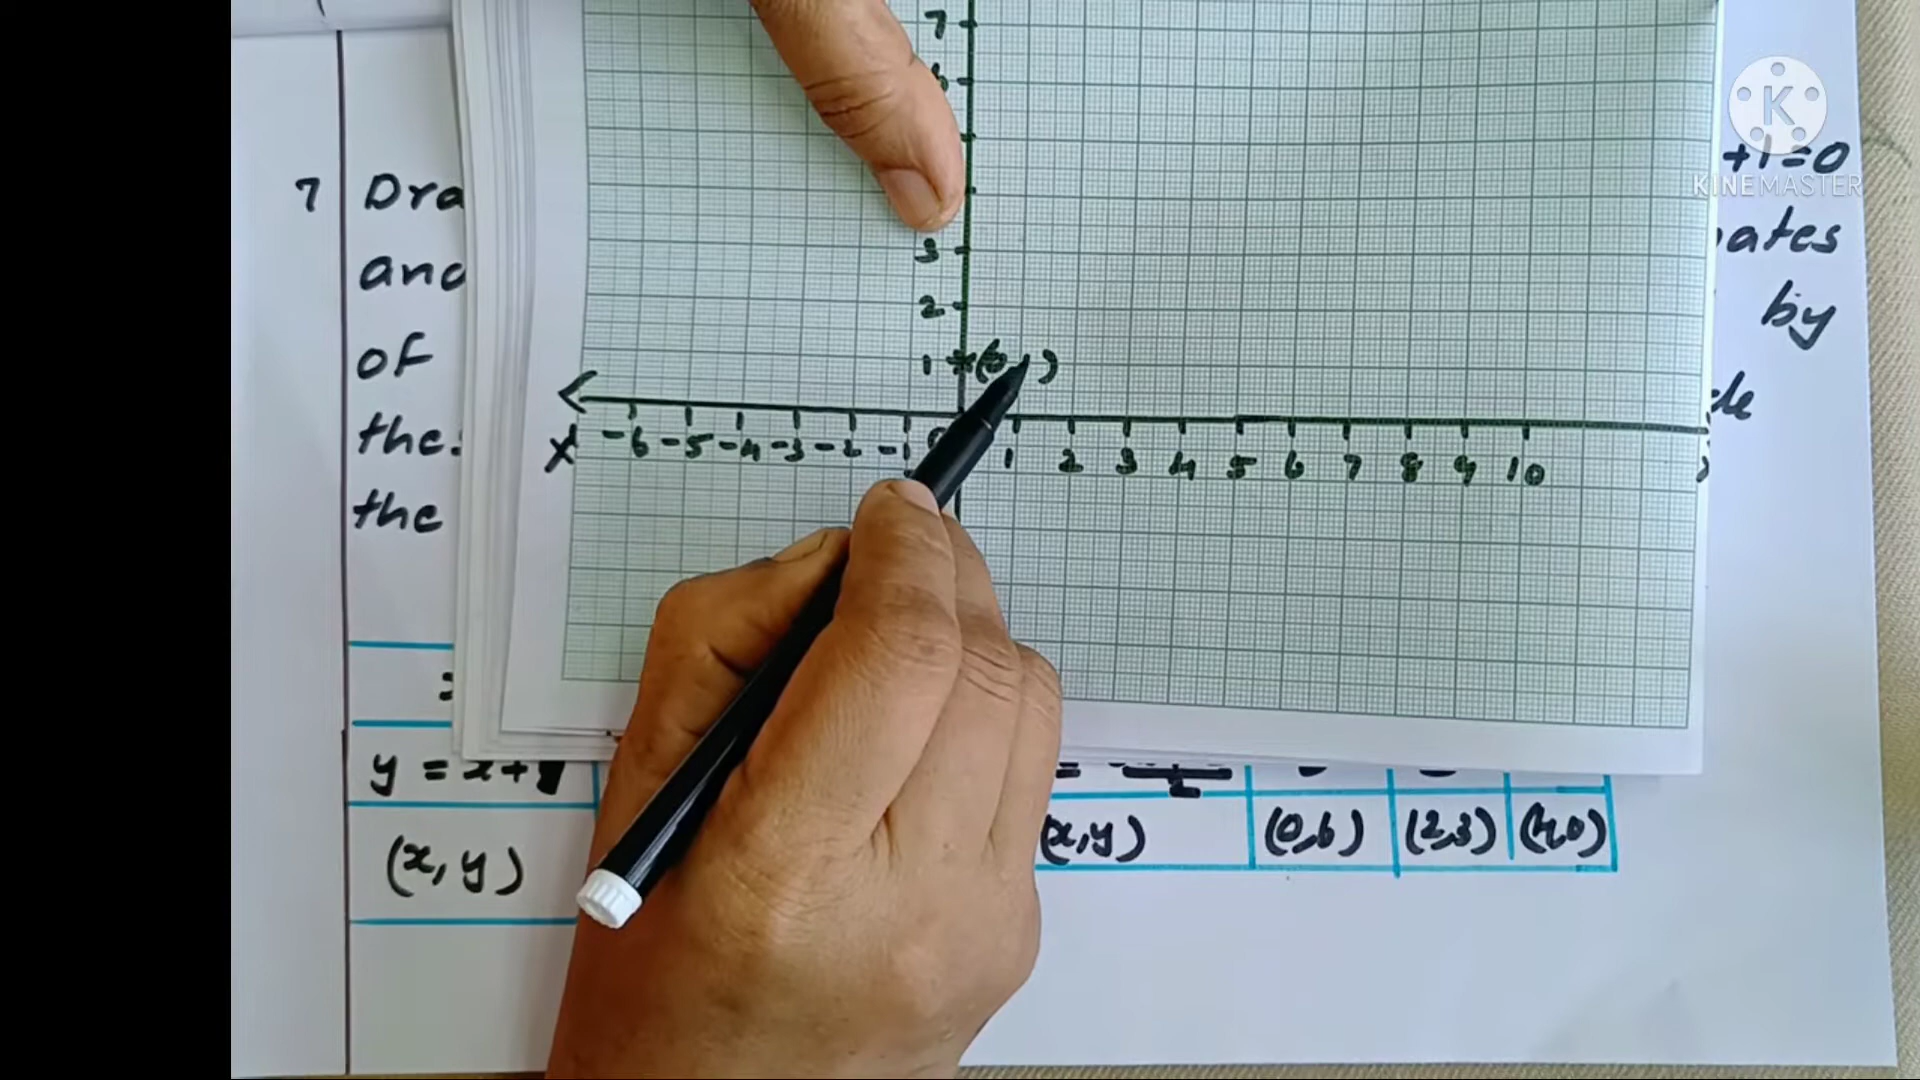 7
6
3
2
1 (0,1)
-6 -5 -4 -3 -2 -1 0 1 2 3 4 5 6 7 8 9 10
X'
K
KINEMASTER
+1=0
7 Dra
ates
and
by
of
the
the
y = x+1
(x,y)
(x,y) (0,6) (2,3) (4,0)